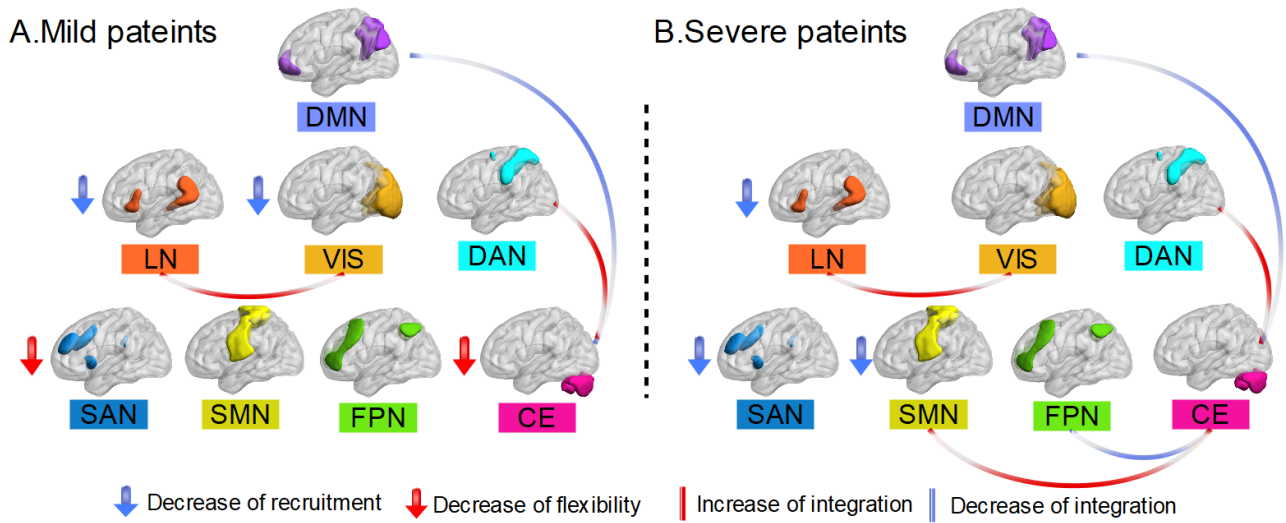 A.Mild pateints
B.Severe pateints
DMN
DMN
LN
VIS
DAN
LN
VIS
DAN
SAN
SMN
FPN
CE
SAN
SMN
FPN
CE
Decrease of recruitment
Decrease of flexibility
Increase of integration
Decrease of integration